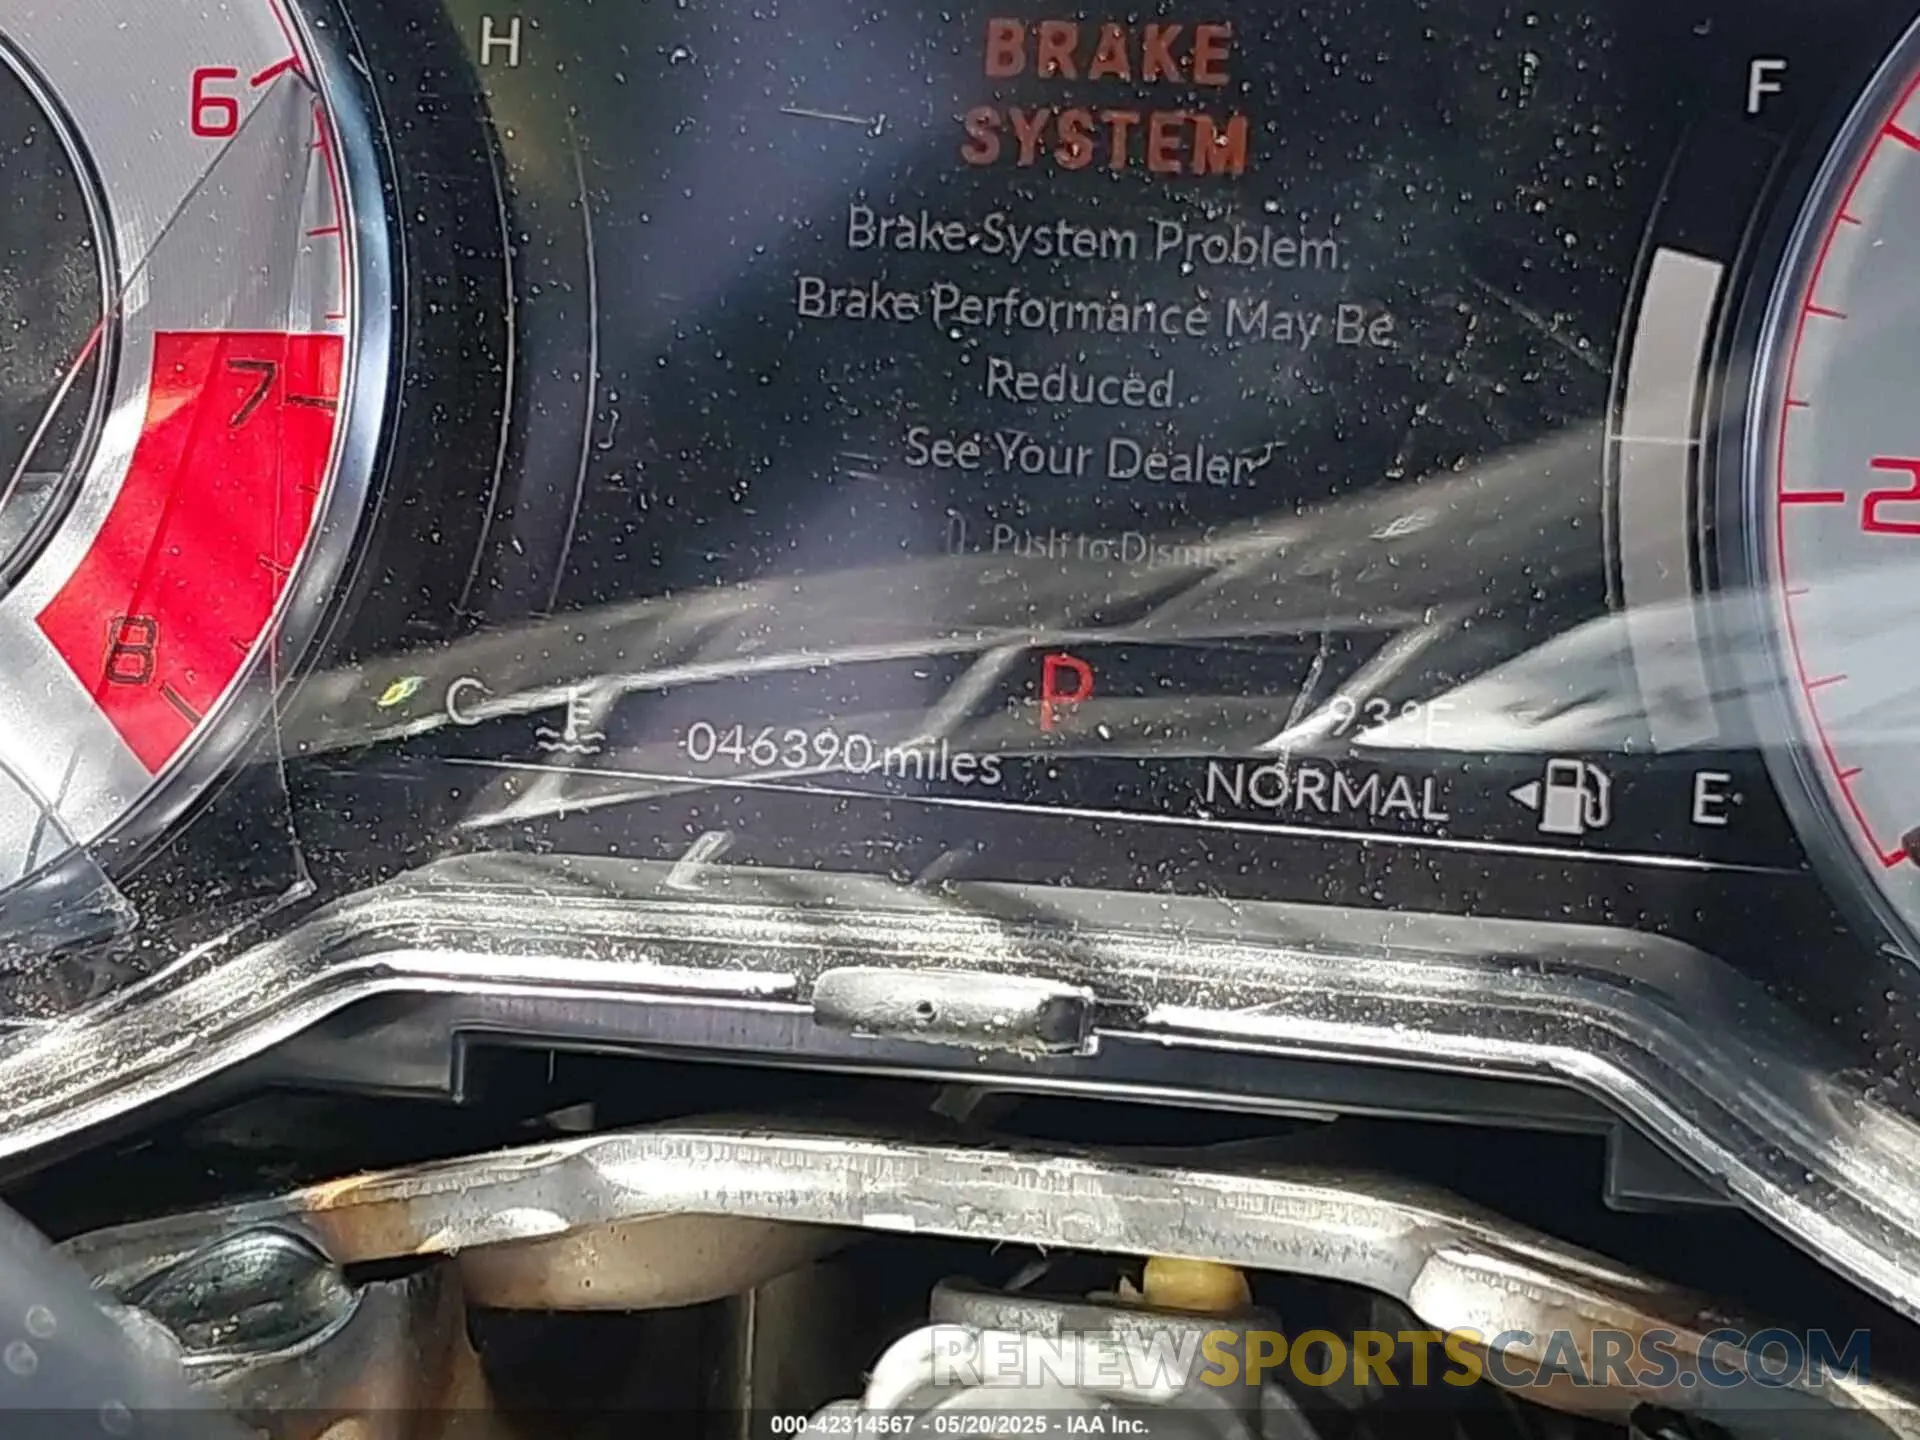 H
BRAKE
SYSTEM
F
6
Brake System Problem.
Brake Performance May Be
Reduced.
See Your Dealer.
7
2
Push to Dismiss
8
C
P
93°F
046390 miles
NORMAL
E
RENEWSPORTSCARS.COM
000-42314567 - 05/20/2025 - IAA Inc.